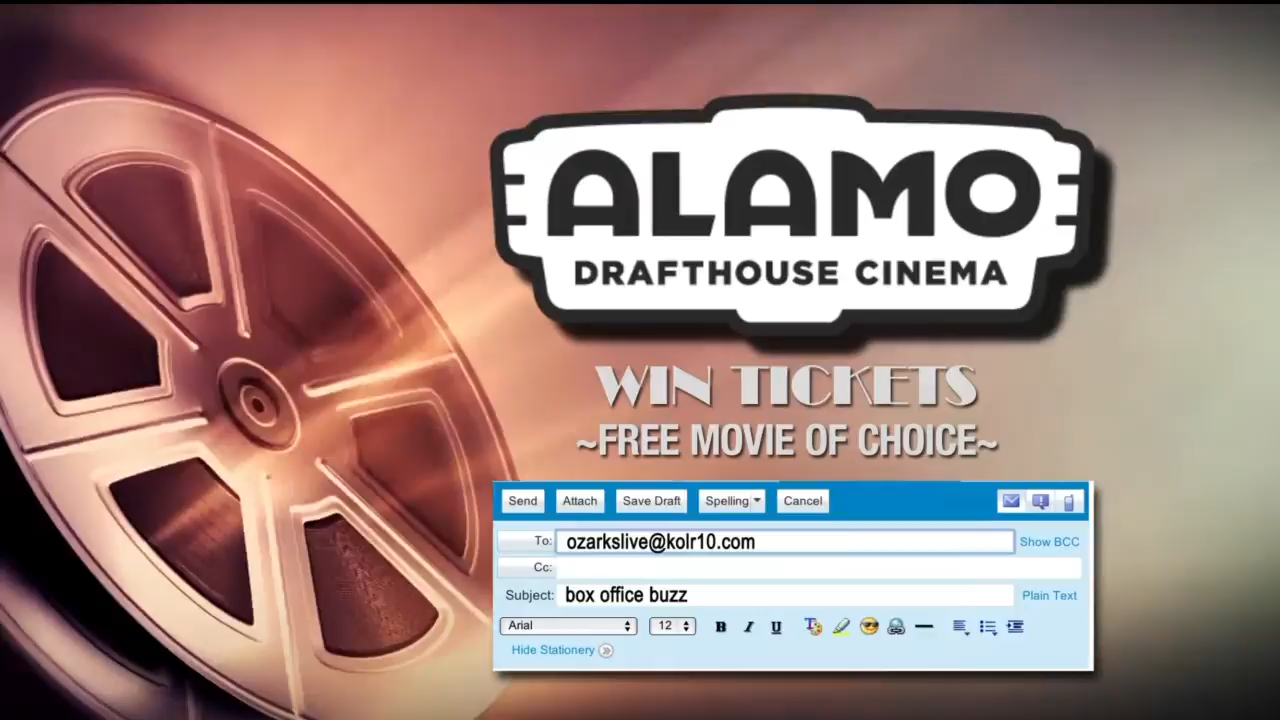 ALAMO
DRAFTHOUSE CINEMA
WIN TICKETS
~FREE MOVIE OF CHOICE~
Send Attach Save Draft Spelling Cancel
To: ozarkslive@kolr10.com Show BCC
Cc:
Subject: box office buzz Plain Text
Arial 12 B I U
Hide Stationery